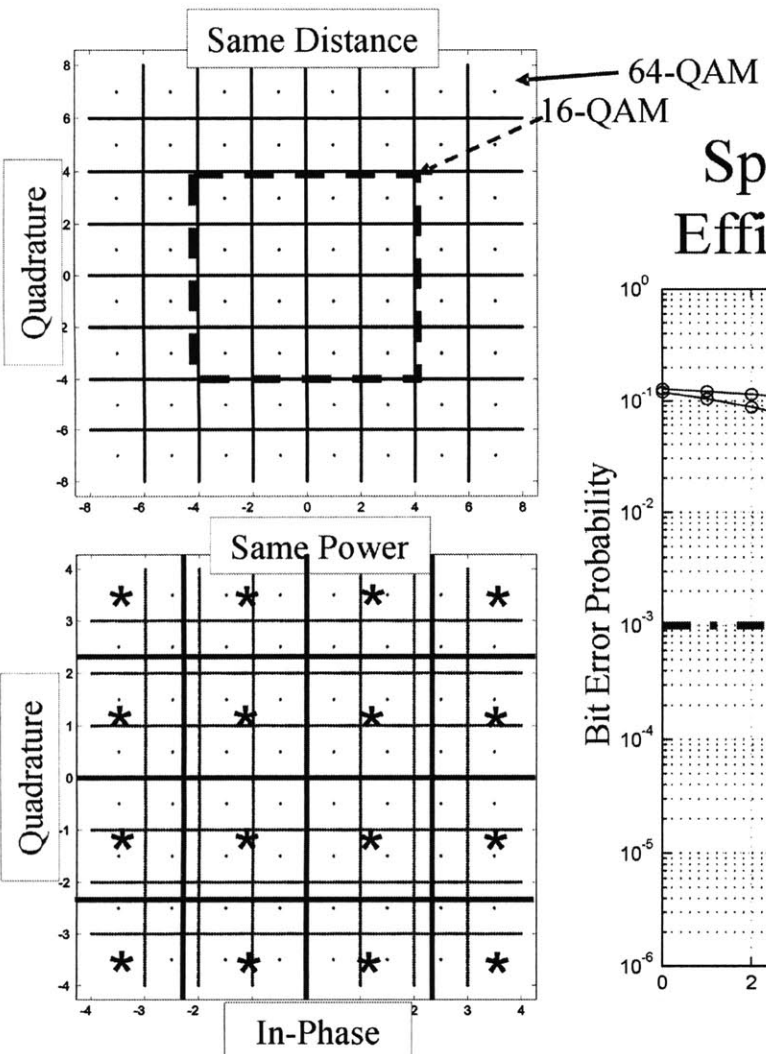 Same Distance
64-QAM
16-QAM
Quadrature
8
6
4
2
0
2
-4
-6
-8
-8 -6 -4 -2 0 2 4 6 8
Same Power
Quadrature
4
3
2
1
0
-1
-2
-3
-4
-4 -3 -2 -1 0 1 2 3 4
In-Phase
Sp
Effi
Bit Error Probability
10⁰
10⁻¹
10⁻²
10⁻³
10⁻⁴
10⁻⁵
10⁻⁶
0 2